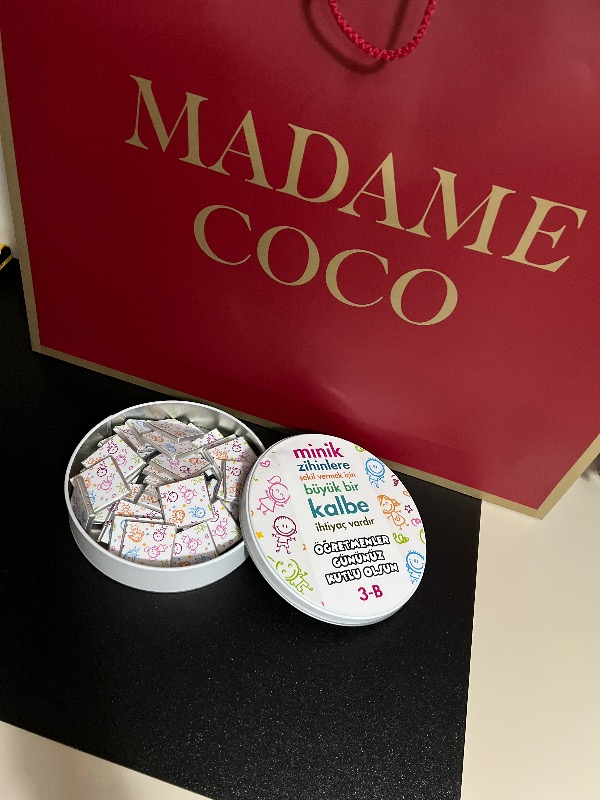 MADAME
COCO
minik
zihinlere
şekil vermek için
büyük bir
kalbe
ihtiyaç vardır
ÖĞRETMENLER
GÜNÜNÜZ
KUTLU OLSUN
3-B